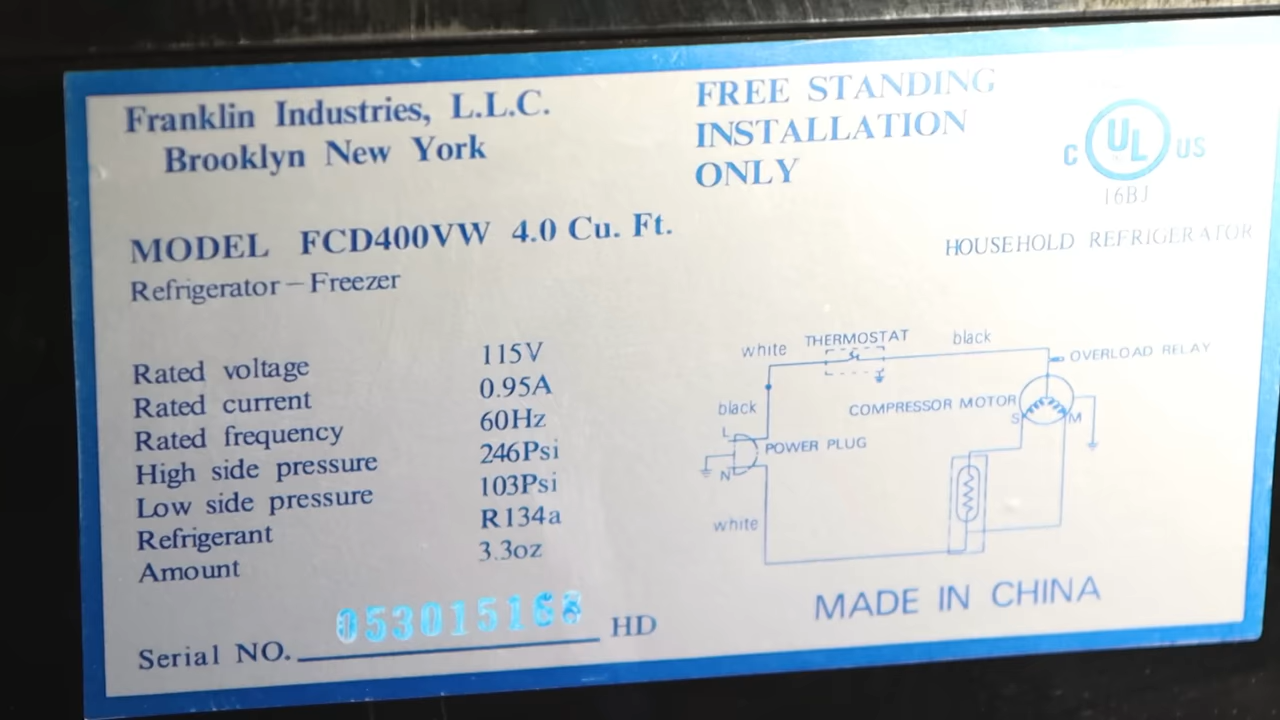 Franklin Industries, L.L.C.
Brooklyn New York
FREE STANDING
INSTALLATION
ONLY
C UL US
16BJ
HOUSEHOLD REFRIGERATOR
MODEL FCD400VW 4.0 Cu. Ft.
Refrigerator – Freezer
Rated voltage 115V
Rated current 0.95A
Rated frequency 60Hz
High side pressure 246Psi
Low side pressure 103Psi
Refrigerant R134a
Amount 3.3oz
Serial NO. HD
white THERMOSTAT black
OVERLOAD RELAY
black
COMPRESSOR MOTOR
S M
L
POWER PLUG
N
white
MADE IN CHINA